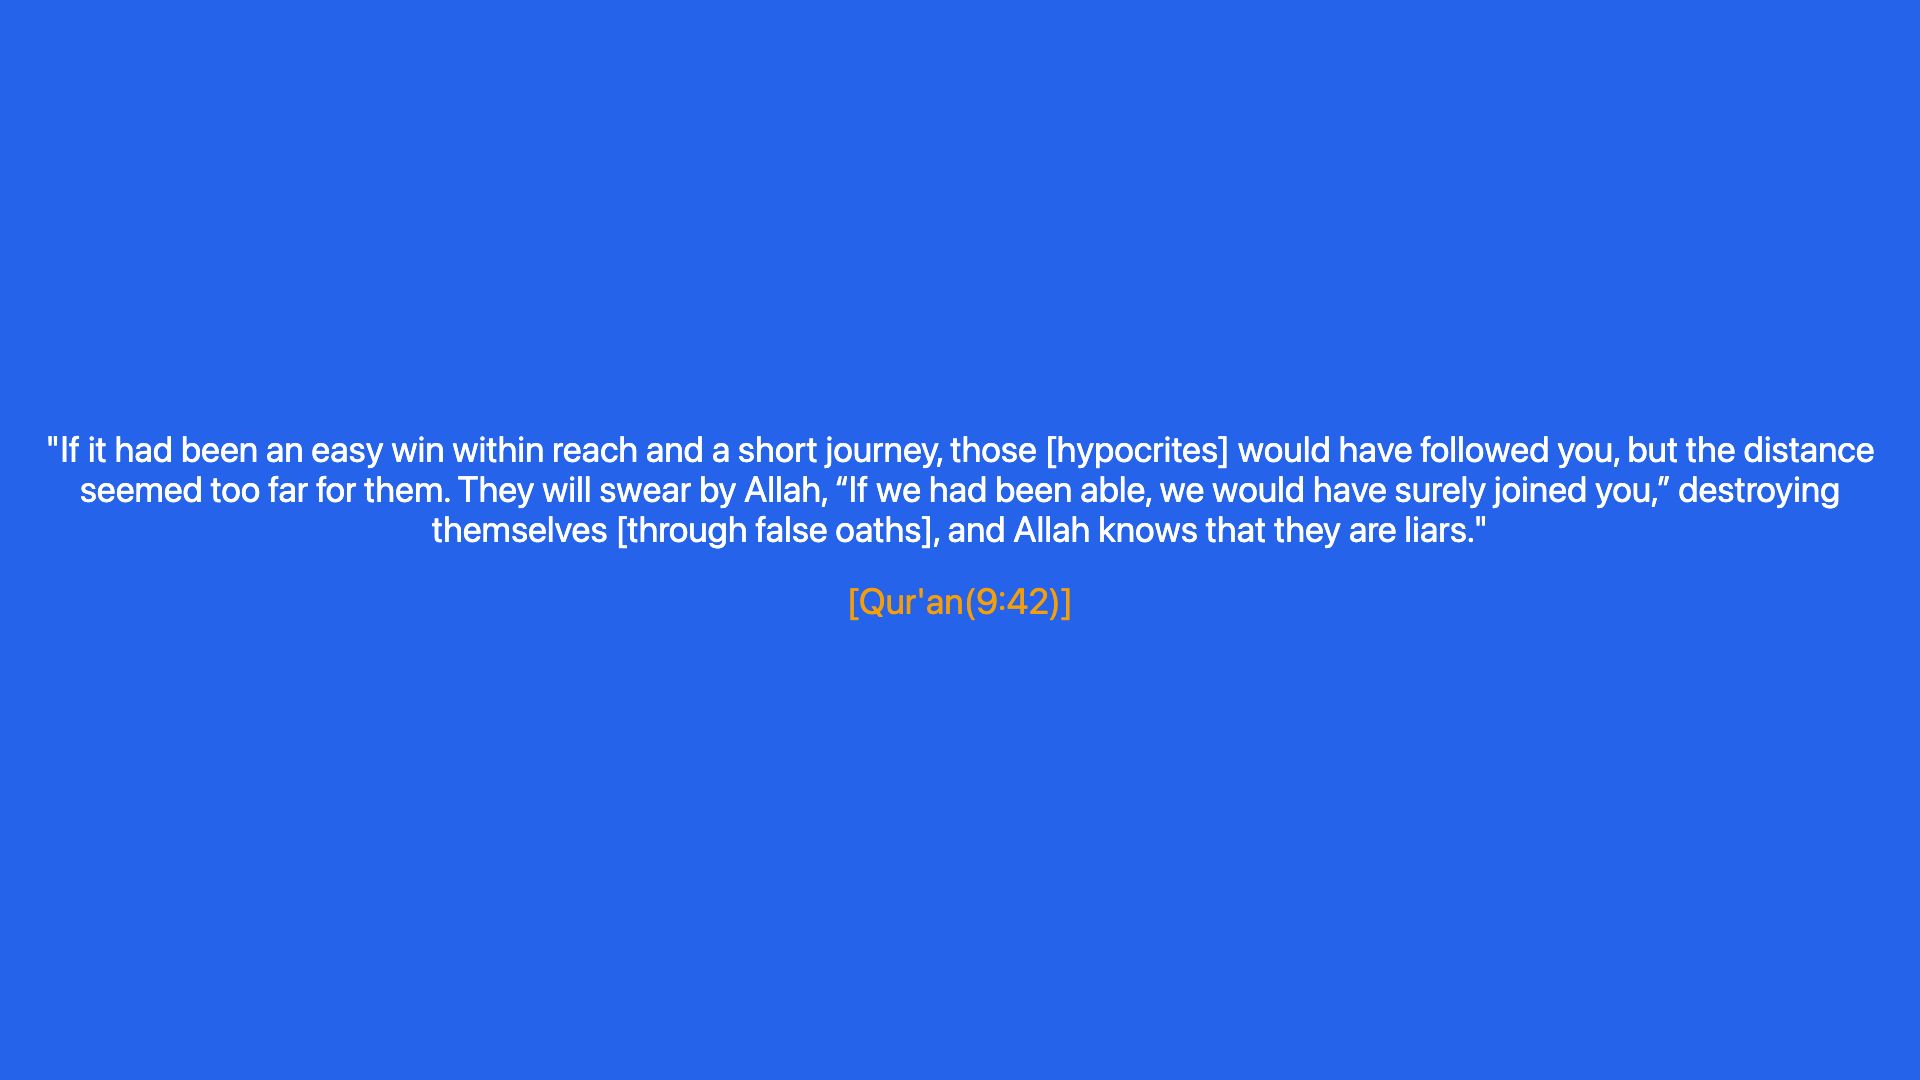 "If it had been an easy win within reach and a short journey, those [hypocrites] would have followed you, but the distance
seemed too far for them. They will swear by Allah, “If we had been able, we would have surely joined you,” destroying
themselves [through false oaths], and Allah knows that they are liars."
[Qur'an(9:42)]